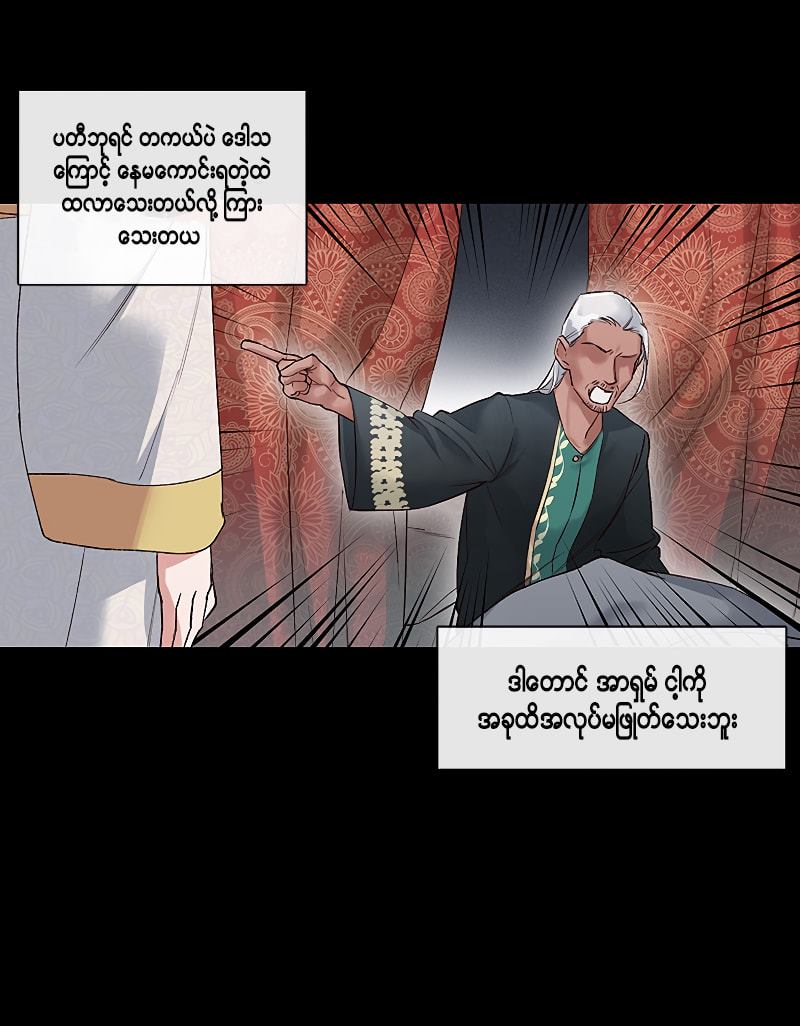 ပတီဘုရင် တကယ်ပဲ ဒေါသ
ကြောင့် နေမကောင်းရတဲ့ထဲ
ထလာသေးတယ်လို့ ကြား
သေးတယ
ဒါတောင် အာရှမ် ငါ့ကို
အခုထိအလုပ်မဖြုတ်သေးဘူး